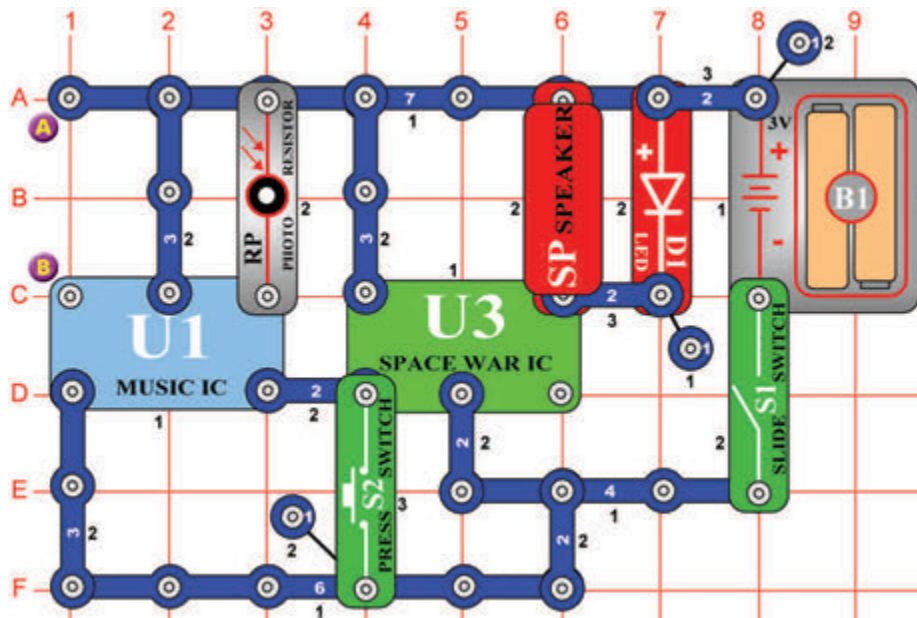 1 2 3 4 5 6 7 8 9
1 2
3
A 7 2
A 1
RESISTOR
PHOTO
RP
2
3V
+
-
B1
1
B
3 2
3 2
SP SPEAKER
2
+
D1
LED
2
B
1
C
2
3
1
1
U1
MUSIC IC
1
U3
SPACE WAR IC
D 2
2
2 2
S1
SLIDE SWITCH
2
S2
PRESS SWITCH
3
E 4
1
3 2
1
2
2 2
F 6
1